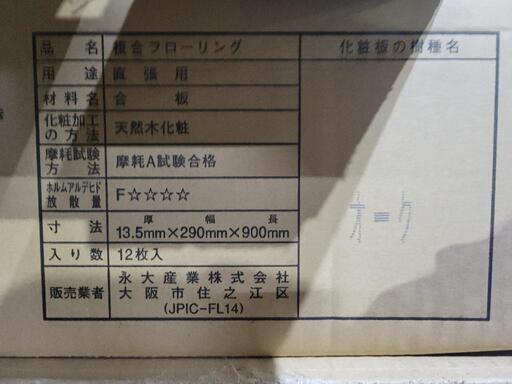 品名 複合フローリング 化粧板の樹種名
用途 直張用
材料名 合板
化粧加工の方法 天然木化粧
摩耗試験方法 摩耗A試験合格
ホルムアルデヒド放散量 F☆☆☆☆
厚 幅 長
寸法 13.5mm×290mm×900mm
オーク
入り数 12枚入
販売業者 永大産業株式会社
大阪市住之江区
(JPIC-FL14)